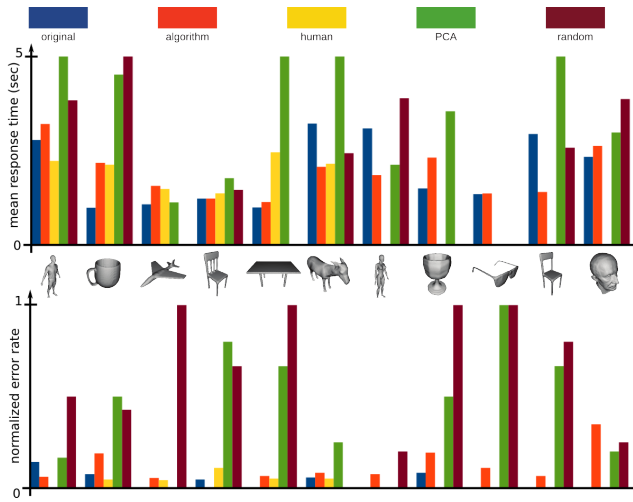 original algorithm human PCA random
5
mean response time (sec)
0
1
normalized error rate
0